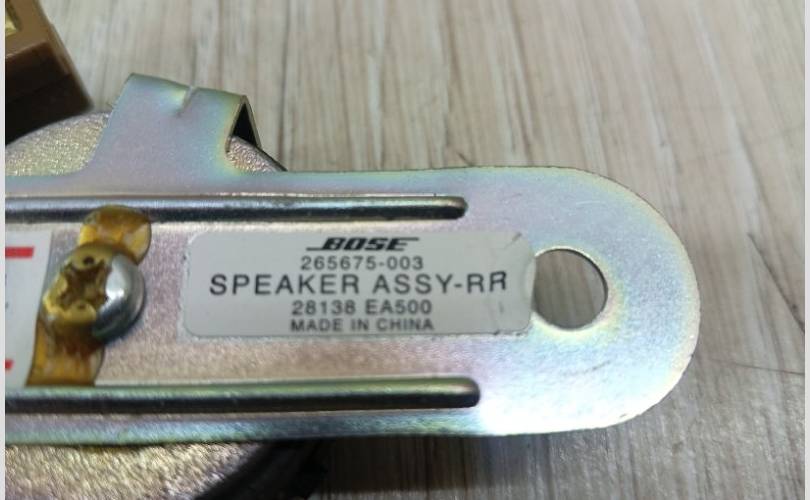 BOSE
265675-003
SPEAKER ASSY-RR
28138 EA500
MADE IN CHINA